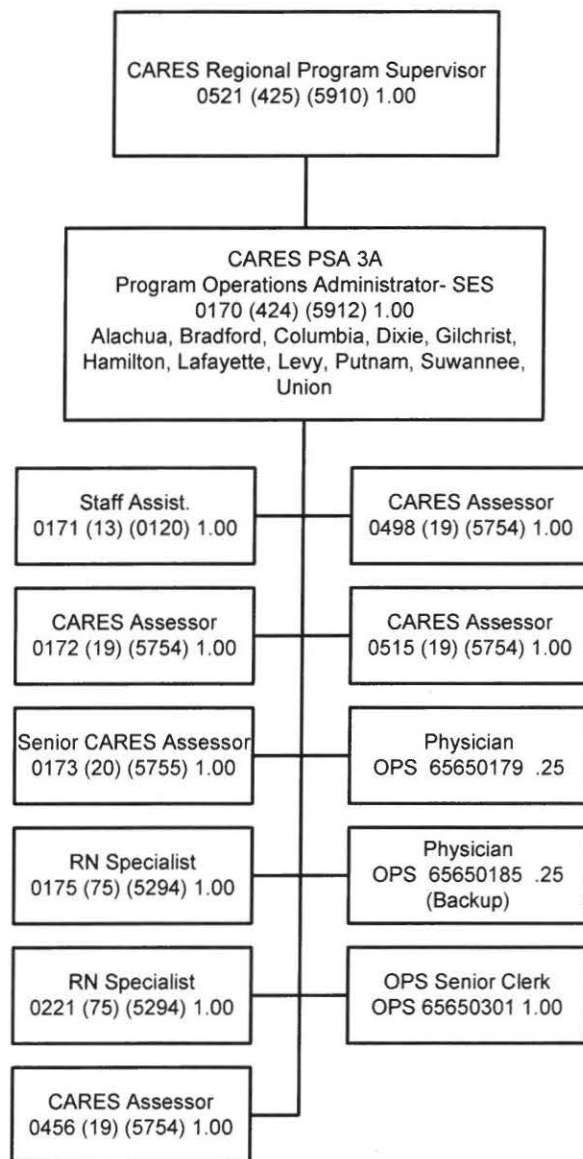 CARES Regional Program Supervisor
0521 (425) (5910) 1.00
CARES PSA 3A
Program Operations Administrator- SES
0170 (424) (5912) 1.00
Alachua, Bradford, Columbia, Dixie, Gilchrist,
Hamilton, Lafayette, Levy, Putnam, Suwannee,
Union
Staff Assist.
0171 (13) (0120) 1.00
CARES Assessor
0498 (19) (5754) 1.00
CARES Assessor
0172 (19) (5754) 1.00
CARES Assessor
0515 (19) (5754) 1.00
Senior CARES Assessor
0173 (20) (5755) 1.00
Physician
OPS 65650179 .25
RN Specialist
0175 (75) (5294) 1.00
Physician
OPS 65650185 .25
(Backup)
RN Specialist
0221 (75) (5294) 1.00
OPS Senior Clerk
OPS 65650301 1.00
CARES Assessor
0456 (19) (5754) 1.00